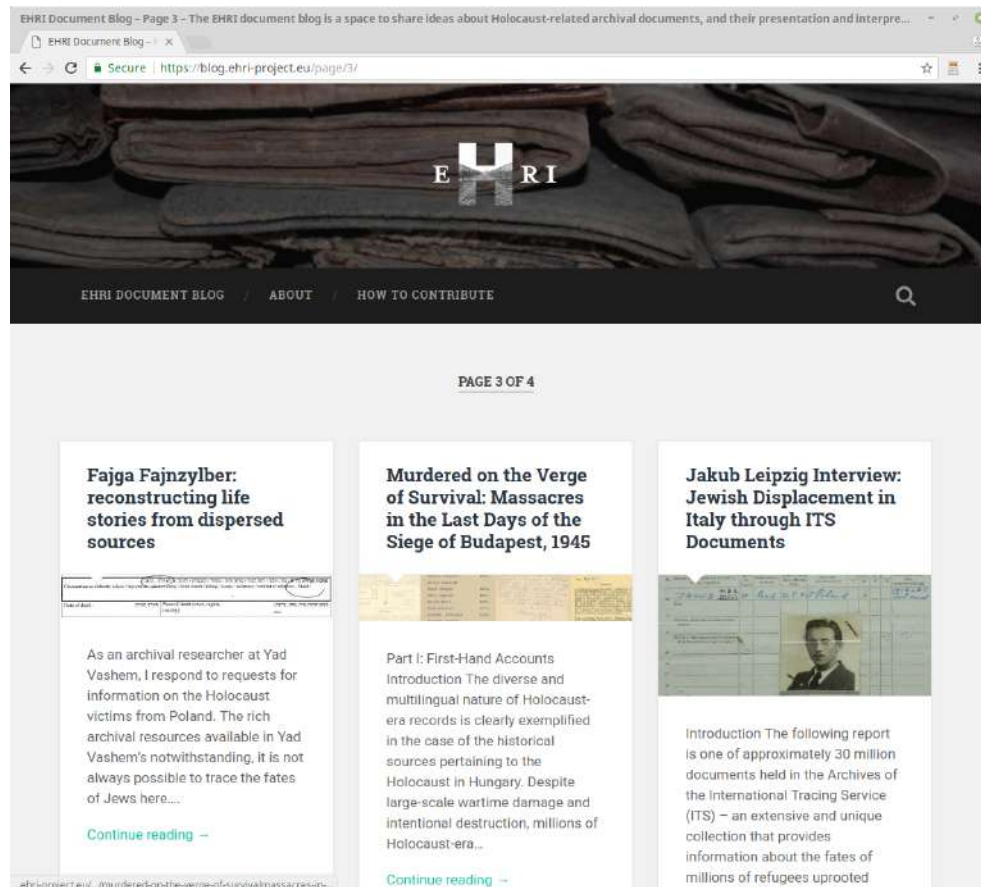 EHRI Document Blog – Page 3 – The EHRI document blog is a space to share ideas about Holocaust-related archival documents, and their presentation and interpre...
EHRI Document Blog –
Secure https://blog.ehri-project.eu/page/3/
E H RI
EHRI DOCUMENT BLOG / ABOUT / HOW TO CONTRIBUTE
PAGE 3 OF 4
Fajga Fajnzylber:
reconstructing life
stories from dispersed
sources
As an archival researcher at Yad
Vashem, I respond to requests for
information on the Holocaust
victims from Poland. The rich
archival resources available in Yad
Vashem's notwithstanding, it is not
always possible to trace the fates
of Jews here....
Continue reading →
Murdered on the Verge
of Survival: Massacres
in the Last Days of the
Siege of Budapest, 1945
Part I: First-Hand Accounts
Introduction The diverse and
multilingual nature of Holocaust-
era records is clearly exemplified
in the case of the historical
sources pertaining to the
Holocaust in Hungary. Despite
large-scale wartime damage and
intentional destruction, millions of
Holocaust-era...
Continue reading →
Jakub Leipzig Interview:
Jewish Displacement in
Italy through ITS
Documents
Introduction The following report
is one of approximately 30 million
documents held in the Archives of
the International Tracing Service
(ITS) – an extensive and unique
collection that provides
information about the fates of
millions of refugees uprooted